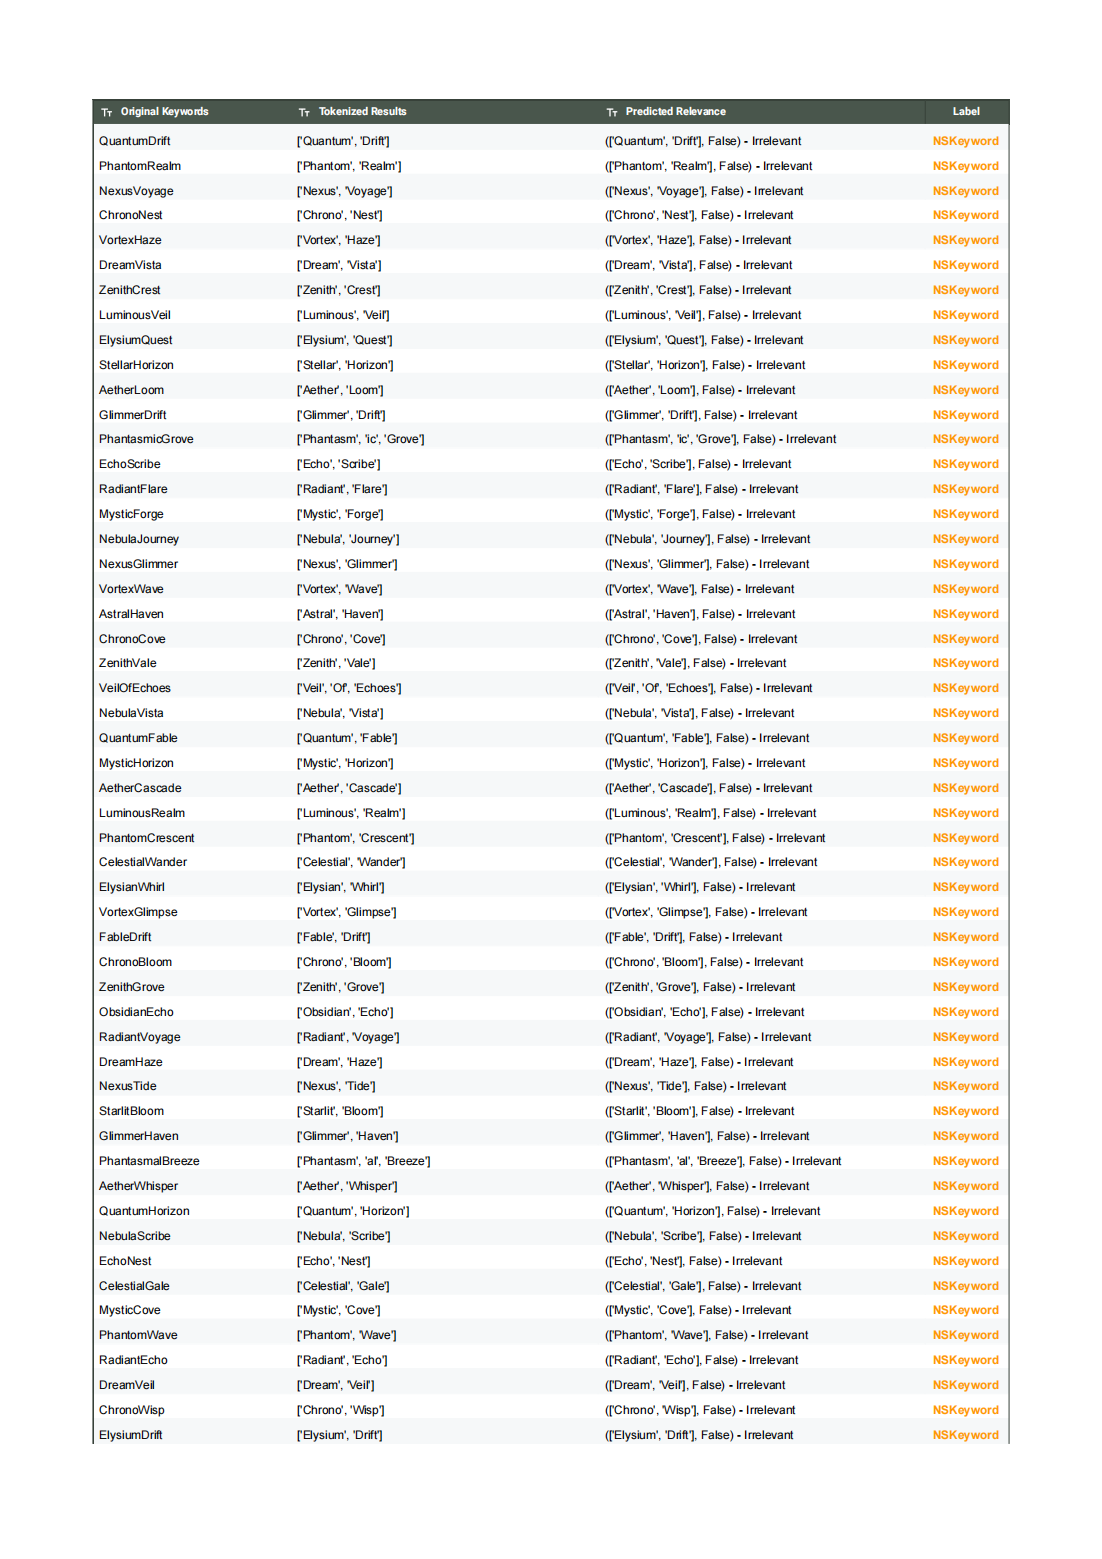 Original Keywords Tokenized Results Predicted Relevance Label
QuantumDrift ['Quantum', 'Drift'] (['Quantum', 'Drift'], False) - Irrelevant NSKeyword
PhantomRealm ['Phantom', 'Realm'] (['Phantom', 'Realm'], False) - Irrelevant NSKeyword
NexusVoyage ['Nexus', 'Voyage'] (['Nexus', 'Voyage'], False) - Irrelevant NSKeyword
ChronoNest ['Chrono', 'Nest'] (['Chrono', 'Nest'], False) - Irrelevant NSKeyword
VortexHaze ['Vortex', 'Haze'] (['Vortex', 'Haze'], False) - Irrelevant NSKeyword
DreamVista ['Dream', 'Vista'] (['Dream', 'Vista'], False) - Irrelevant NSKeyword
ZenithCrest ['Zenith', 'Crest'] (['Zenith', 'Crest'], False) - Irrelevant NSKeyword
LuminousVeil ['Luminous', 'Veil'] (['Luminous', 'Veil'], False) - Irrelevant NSKeyword
ElysiumQuest ['Elysium', 'Quest'] (['Elysium', 'Quest'], False) - Irrelevant NSKeyword
StellarHorizon ['Stellar', 'Horizon'] (['Stellar', 'Horizon'], False) - Irrelevant NSKeyword
AetherLoom ['Aether', 'Loom'] (['Aether', 'Loom'], False) - Irrelevant NSKeyword
GlimmerDrift ['Glimmer', 'Drift'] (['Glimmer', 'Drift'], False) - Irrelevant NSKeyword
PhantasmicGrove ['Phantasm', 'ic', 'Grove'] (['Phantasm', 'ic', 'Grove'], False) - Irrelevant NSKeyword
EchoScribe ['Echo', 'Scribe'] (['Echo', 'Scribe'], False) - Irrelevant NSKeyword
RadiantFlare ['Radiant', 'Flare'] (['Radiant', 'Flare'], False) - Irrelevant NSKeyword
MysticForge ['Mystic', 'Forge'] (['Mystic', 'Forge'], False) - Irrelevant NSKeyword
NebulaJourney ['Nebula', 'Journey'] (['Nebula', 'Journey'], False) - Irrelevant NSKeyword
NexusGlimmer ['Nexus', 'Glimmer'] (['Nexus', 'Glimmer'], False) - Irrelevant NSKeyword
VortexWave ['Vortex', 'Wave'] (['Vortex', 'Wave'], False) - Irrelevant NSKeyword
AstralHaven ['Astral', 'Haven'] (['Astral', 'Haven'], False) - Irrelevant NSKeyword
ChronoCove ['Chrono', 'Cove'] (['Chrono', 'Cove'], False) - Irrelevant NSKeyword
ZenithVale ['Zenith', 'Vale'] (['Zenith', 'Vale'], False) - Irrelevant NSKeyword
VeilOfEchoes ['Veil', 'Of', 'Echoes'] (['Veil', 'Of', 'Echoes'], False) - Irrelevant NSKeyword
NebulaVista ['Nebula', 'Vista'] (['Nebula', 'Vista'], False) - Irrelevant NSKeyword
QuantumFable ['Quantum', 'Fable'] (['Quantum', 'Fable'], False) - Irrelevant NSKeyword
MysticHorizon ['Mystic', 'Horizon'] (['Mystic', 'Horizon'], False) - Irrelevant NSKeyword
AetherCascade ['Aether', 'Cascade'] (['Aether', 'Cascade'], False) - Irrelevant NSKeyword
LuminousRealm ['Luminous', 'Realm'] (['Luminous', 'Realm'], False) - Irrelevant NSKeyword
PhantomCrescent ['Phantom', 'Crescent'] (['Phantom', 'Crescent'], False) - Irrelevant NSKeyword
CelestialWander ['Celestial', 'Wander'] (['Celestial', 'Wander'], False) - Irrelevant NSKeyword
ElysianWhirl ['Elysian', 'Whirl'] (['Elysian', 'Whirl'], False) - Irrelevant NSKeyword
VortexGlimpse ['Vortex', 'Glimpse'] (['Vortex', 'Glimpse'], False) - Irrelevant NSKeyword
FableDrift ['Fable', 'Drift'] (['Fable', 'Drift'], False) - Irrelevant NSKeyword
ChronoBloom ['Chrono', 'Bloom'] (['Chrono', 'Bloom'], False) - Irrelevant NSKeyword
ZenithGrove ['Zenith', 'Grove'] (['Zenith', 'Grove'], False) - Irrelevant NSKeyword
ObsidianEcho ['Obsidian', 'Echo'] (['Obsidian', 'Echo'], False) - Irrelevant NSKeyword
RadiantVoyage ['Radiant', 'Voyage'] (['Radiant', 'Voyage'], False) - Irrelevant NSKeyword
DreamHaze ['Dream', 'Haze'] (['Dream', 'Haze'], False) - Irrelevant NSKeyword
NexusTide ['Nexus', 'Tide'] (['Nexus', 'Tide'], False) - Irrelevant NSKeyword
StarlitBloom ['Starlit', 'Bloom'] (['Starlit', 'Bloom'], False) - Irrelevant NSKeyword
GlimmerHaven ['Glimmer', 'Haven'] (['Glimmer', 'Haven'], False) - Irrelevant NSKeyword
PhantasmalBreeze ['Phantasm', 'al', 'Breeze'] (['Phantasm', 'al', 'Breeze'], False) - Irrelevant NSKeyword
AetherWhisper ['Aether', 'Whisper'] (['Aether', 'Whisper'], False) - Irrelevant NSKeyword
QuantumHorizon ['Quantum', 'Horizon'] (['Quantum', 'Horizon'], False) - Irrelevant NSKeyword
NebulaScribe ['Nebula', 'Scribe'] (['Nebula', 'Scribe'], False) - Irrelevant NSKeyword
EchoNest ['Echo', 'Nest'] (['Echo', 'Nest'], False) - Irrelevant NSKeyword
CelestialGale ['Celestial', 'Gale'] (['Celestial', 'Gale'], False) - Irrelevant NSKeyword
MysticCove ['Mystic', 'Cove'] (['Mystic', 'Cove'], False) - Irrelevant NSKeyword
PhantomWave ['Phantom', 'Wave'] (['Phantom', 'Wave'], False) - Irrelevant NSKeyword
RadiantEcho ['Radiant', 'Echo'] (['Radiant', 'Echo'], False) - Irrelevant NSKeyword
DreamVeil ['Dream', 'Veil'] (['Dream', 'Veil'], False) - Irrelevant NSKeyword
ChronoWisp ['Chrono', 'Wisp'] (['Chrono', 'Wisp'], False) - Irrelevant NSKeyword
ElysiumDrift ['Elysium', 'Drift'] (['Elysium', 'Drift'], False) - Irrelevant NSKeyword